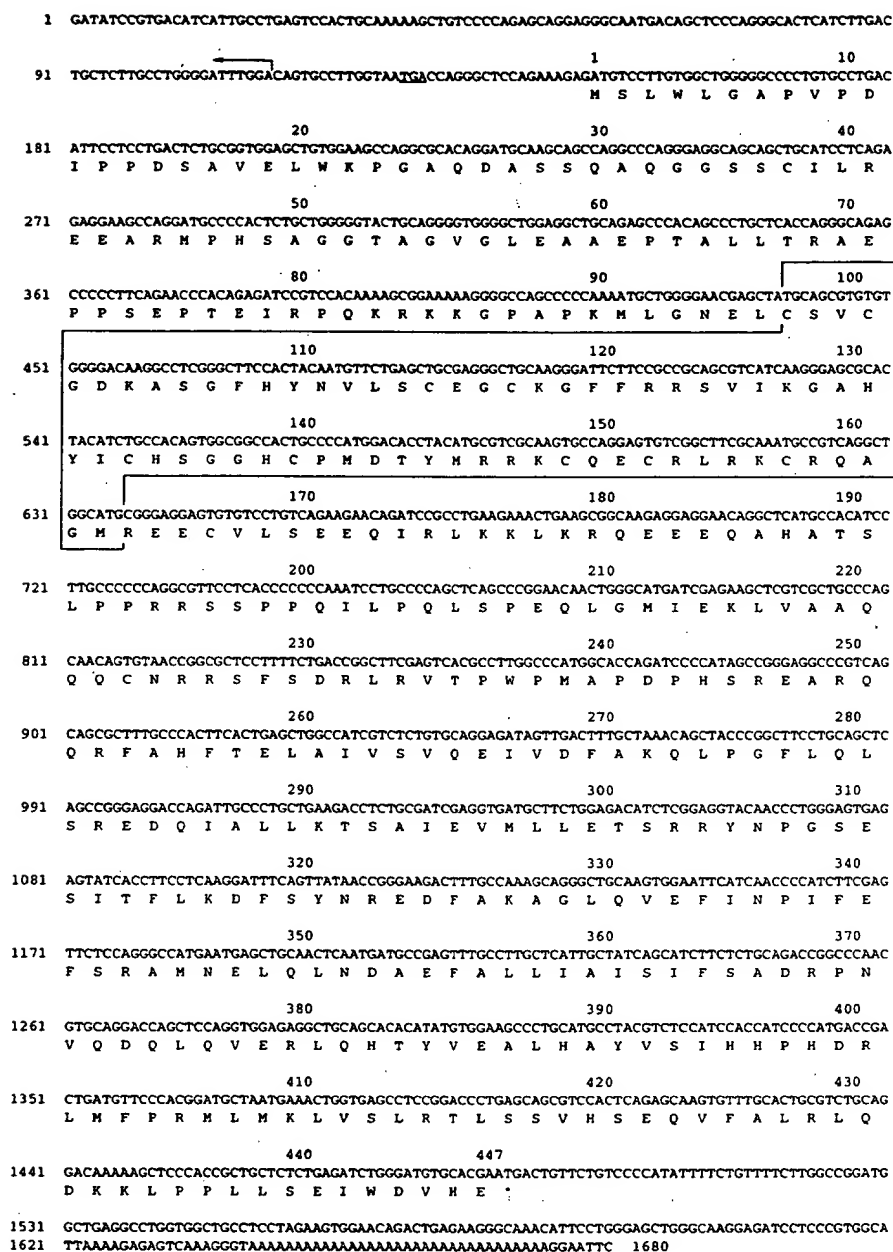 1 GATATCCGTGACATCATTGCCTGAGTCCACTGCAAAAAGCTGTCCCCAGAGCAGGAGGGCAATGACAGCTCCCAGGGCACTCATCTTGAC
1 10
91 TGCTCTTGCCTGGGGATTTGGACAGTGCCTTGGTAATGACCAGGGCTCCAGAAAGAGATGTCCTTGTGGCTGGGGGCCCCTGTGCCTGAC
M S L W L G A P V P D
20 30 40
181 ATTCCTCCTGACTCTGCGGTGGAGCTGTGGAAGCCAGGCGCACAGGATGCAAGCAGCCAGGCCCAGGGAGGCAGCAGCTGCATCCTCAGA
I P P D S A V E L W K P G A Q D A S S Q A Q G G S S C I L R
50 60 70
271 GAGGAAGCCAGGATGCCCCACTCTGCTGGGGGTACTGCAGGGGTGGGGCTGGAGGCTGCAGAGCCCACAGCCCTGCTCACCAGGGCAGAG
E E A R M P H S A G G T A G V G L E A A E P T A L L T R A E
80 90 100
361 CCCCCTTCAGAACCCACAGAGATCCGTCCACAAAAGCGGAAAAAGGGGCCAGCCCCCAAAATGCTGGGGAACGAGCTATGCAGCGTGTGT
P P S E P T E I R P Q K R K K G P A P K M L G N E L C S V C
110 120 130
451 GGGGACAAGGCCTCGGGCTTCCACTACAATGTTCTGAGCTGCGAGGGCTGCAAGGGATTCTTCCGCCGCAGCGTCATCAAGGGAGCGCAC
G D K A S G F H Y N V L S C E G C K G F F R R S V I K G A H
140 150 160
541 TACATCTGCCACAGTGGCGGCCACTGCCCCATGGACACCTACATGCGTCGCAAGTGCCAGGAGTGTCGGCTTCGCAAATGCCGTCAGGCT
Y I C H S G G H C P M D T Y M R R K C Q E C R L R K C R Q A
170 180 190
631 GGCATGCGGGAGGAGTGTGTCCTGTCAGAAGAACAGATCCGCCTGAAGAAACTGAAGCGGCAAGAGGAGGAACAGGCTCATGCCACATCC
G M R E E C V L S E E Q I R L K K L K R Q E E E Q A H A T S
200 210 220
721 TTGCCCCCCAGGCGTTCCTCACCCCCCCAAATCCTGCCCCAGCTCAGCCCGGAACAACTGGGCATGATCGAGAAGCTCGTCGCTGCCCAG
L P P R R S S P P Q I L P Q L S P E Q L G M I E K L V A A Q
230 240 250
811 CAACAGTGTAACCGGCGCTCCTTTTCTGACCGGCTTCGAGTCACGCCTTGGCCCATGGCACCAGATCCCCATAGCCGGGAGGCCCGTCAG
Q Q C N R R S F S D R L R V T P W P M A P D P H S R E A R Q
260 270 280
901 CAGCGCTTTGCCCACTTCACTGAGCTGGCCATCGTCTCTGTGCAGGAGATAGTTGACTTTGCTAAACAGCTACCCGGCTTCCTGCAGCTC
Q R F A H F T E L A I V S V Q E I V D F A K Q L P G F L Q L
290 300 310
991 AGCCGGGAGGACCAGATTGCCCTGCTGAAGACCTCTGCGATCGAGGTGATGCTTCTGGAGACATCTCGGAGGTACAACCCTGGGAGTGAG
S R E D Q I A L L K T S A I E V M L L E T S R R Y N P G S E
320 330 340
1081 AGTATCACCTTCCTCAAGGATTTCAGTTATAACCGGGAAGACTTTGCCAAAGCAGGGCTGCAAGTGGAATTCATCAACCCCATCTTCGAG
S I T F L K D F S Y N R E D F A K A G L Q V E F I N P I F E
350 360 370
1171 TTCTCCAGGGCCATGAATGAGCTGCAACTCAATGATGCCGAGTTTGCCTTGCTCATTGCTATCAGCATCTTCTCTGCAGACCGGCCCAAC
F S R A M N E L Q L N D A E F A L L I A I S I F S A D R P N
380 390 400
1261 GTGCAGGACCAGCTCCAGGTGGAGAGGCTGCAGCACACATATGTGGAAGCCCTGCATGCCTACGTCTCCATCCACCATCCCCATGACCGA
V Q D Q L Q V E R L Q H T Y V E A L H A Y V S I H H P H D R
410 420 430
1351 CTGATGTTCCCACGGATGCTAATGAAACTGGTGAGCCTCCGGACCCTGAGCAGCGTCCACTCAGAGCAAGTGTTTGCACTGCGTCTGCAG
L M F P R M L M K L V S L R T L S S V H S E Q V F A L R L Q
440 447
1441 GACAAAAAGCTCCCACCGCTGCTCTCTGAGATCTGGGATGTGCACGAATGACTGTTCTGTCCCCATATTTTCTGTTTTCTTGGCCGGATG
D K K L P P L L S E I W D V H E *
1531 GCTGAGGCCTGGTGGCTGCCTCCTAGAAGTGGAACAGACTGAGAAGGGCAAACATTCCTGGGAGCTGGGCAAGGAGATCCTCCCGTGGCA
1621 TTAAAAGAGAGTCAAAGGGTAAAAAAAAAAAAAAAAAAAAAAAAAAAAAAAAAAGGAATTC 1680